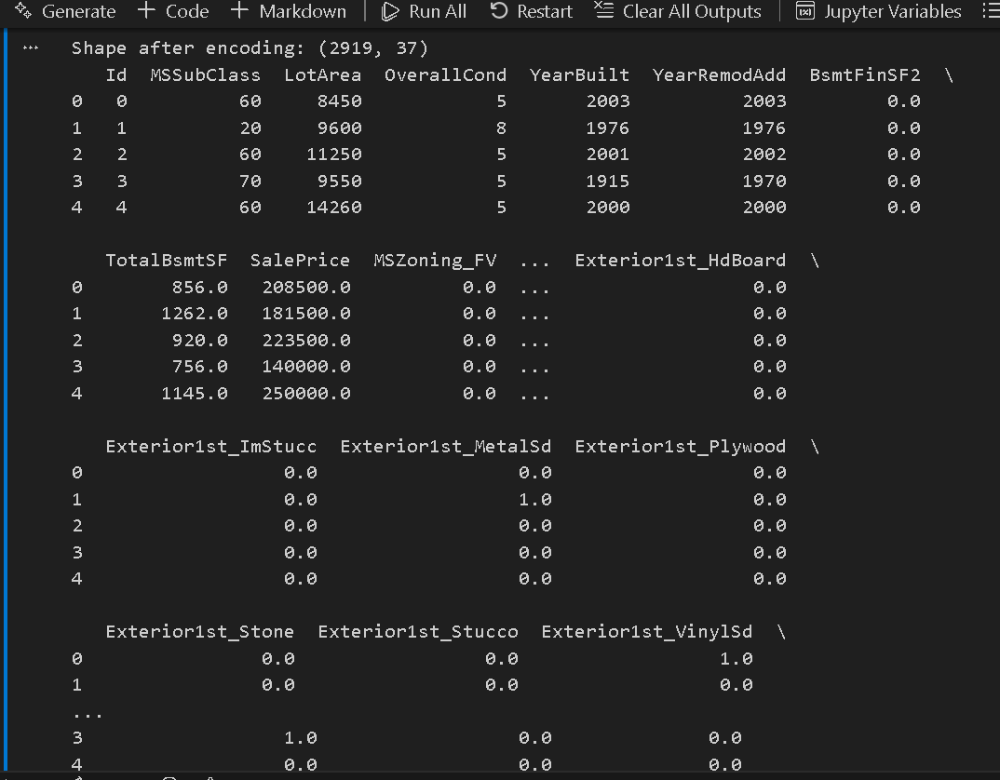 Generate + Code + Markdown | Run All Restart Clear All Outputs | Jupyter Variables
... Shape after encoding: (2919, 37)
Id MSSubClass LotArea OverallCond YearBuilt YearRemodAdd BsmtFinSF2 \
0 0 60 8450 5 2003 2003 0.0
1 1 20 9600 8 1976 1976 0.0
2 2 60 11250 5 2001 2002 0.0
3 3 70 9550 5 1915 1970 0.0
4 4 60 14260 5 2000 2000 0.0
TotalBsmtSF SalePrice MSZoning_FV ... Exterior1st_HdBoard \
0 856.0 208500.0 0.0 ... 0.0
1 1262.0 181500.0 0.0 ... 0.0
2 920.0 223500.0 0.0 ... 0.0
3 756.0 140000.0 0.0 ... 0.0
4 1145.0 250000.0 0.0 ... 0.0
Exterior1st_ImStucc Exterior1st_MetalSd Exterior1st_Plywood \
0 0.0 0.0 0.0
1 0.0 1.0 0.0
2 0.0 0.0 0.0
3 0.0 0.0 0.0
4 0.0 0.0 0.0
Exterior1st_Stone Exterior1st_Stucco Exterior1st_VinylSd \
0 0.0 0.0 1.0
1 0.0 0.0 0.0
...
3 1.0 0.0 0.0
4 0.0 0.0 0.0